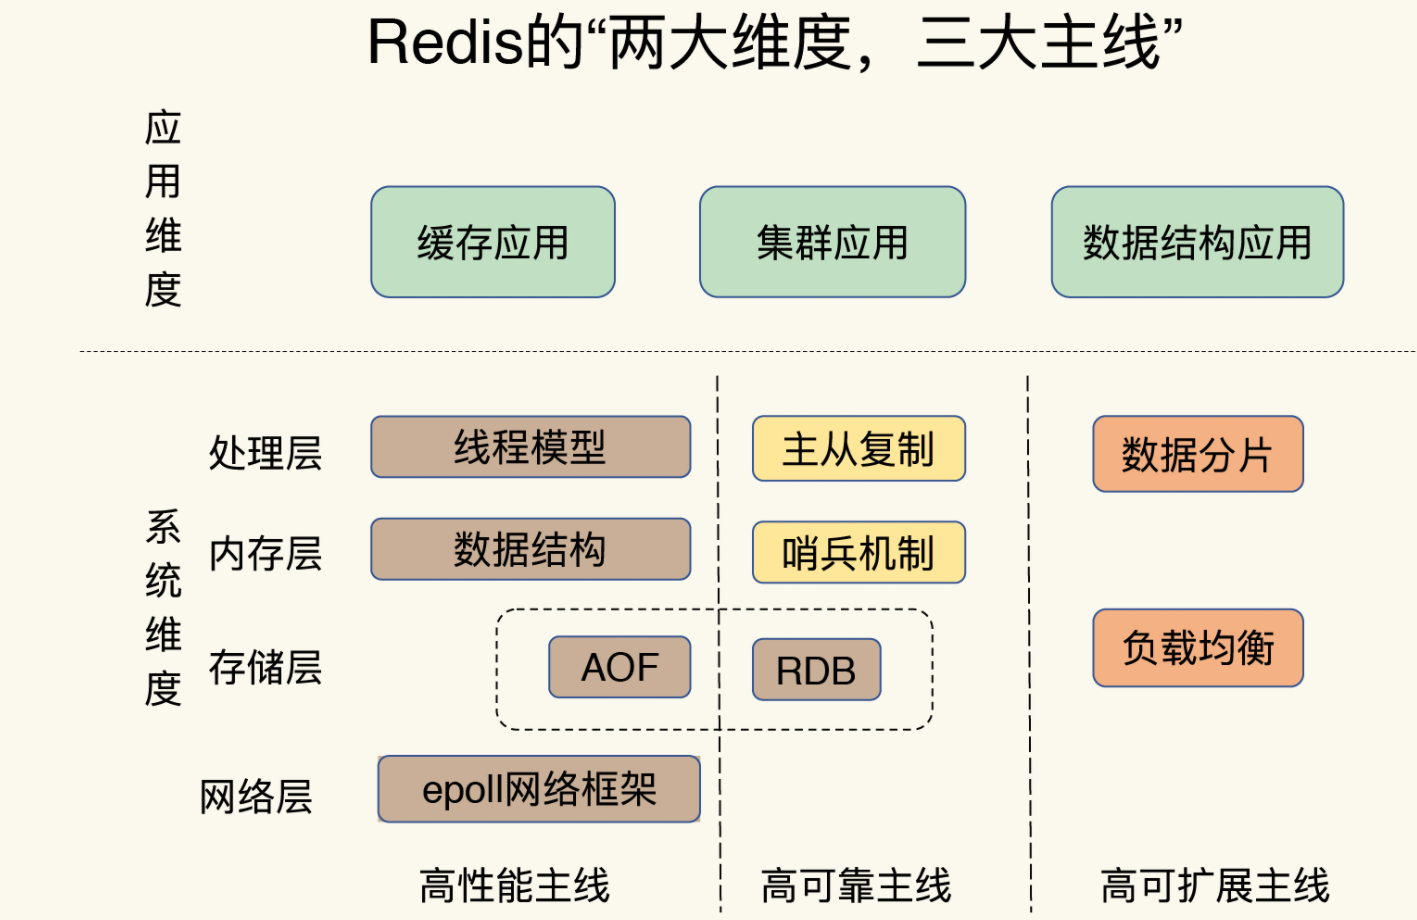 Redis的“两大维度，三大主线”
应用维度
缓存应用
集群应用
数据结构应用
系统维度
处理层
线程模型
主从复制
数据分片
内存层
数据结构
哨兵机制
存储层
AOF
RDB
负载均衡
网络层
epoll网络框架
高性能主线
高可靠主线
高可扩展主线